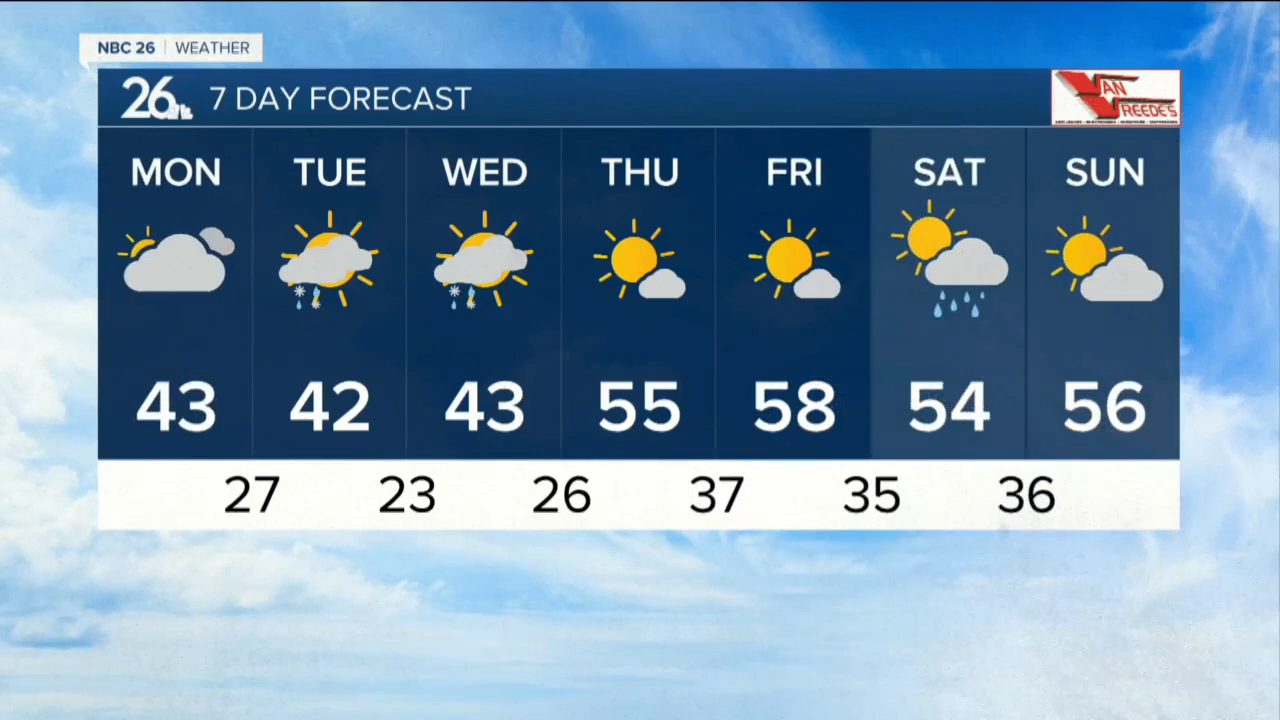 NBC 26 | WEATHER
26 7 DAY FORECAST
VAN VREEDE'S
MON TUE WED THU FRI SAT SUN
43 42 43 55 58 54 56
27 23 26 37 35 36